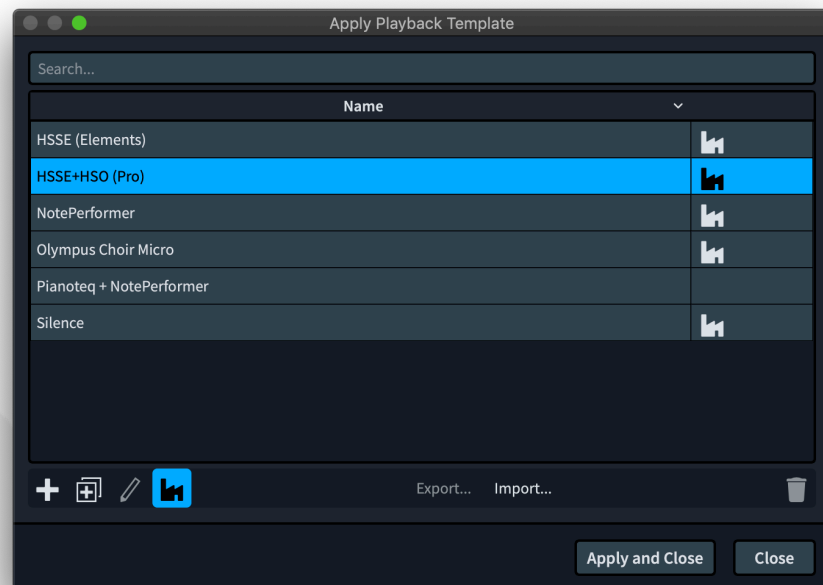 Apply Playback Template
Search...
Name
HSSE (Elements)
HSSE+HSO (Pro)
NotePerformer
Olympus Choir Micro
Pianoteq + NotePerformer
Silence
Export... Import...
Apply and Close Close